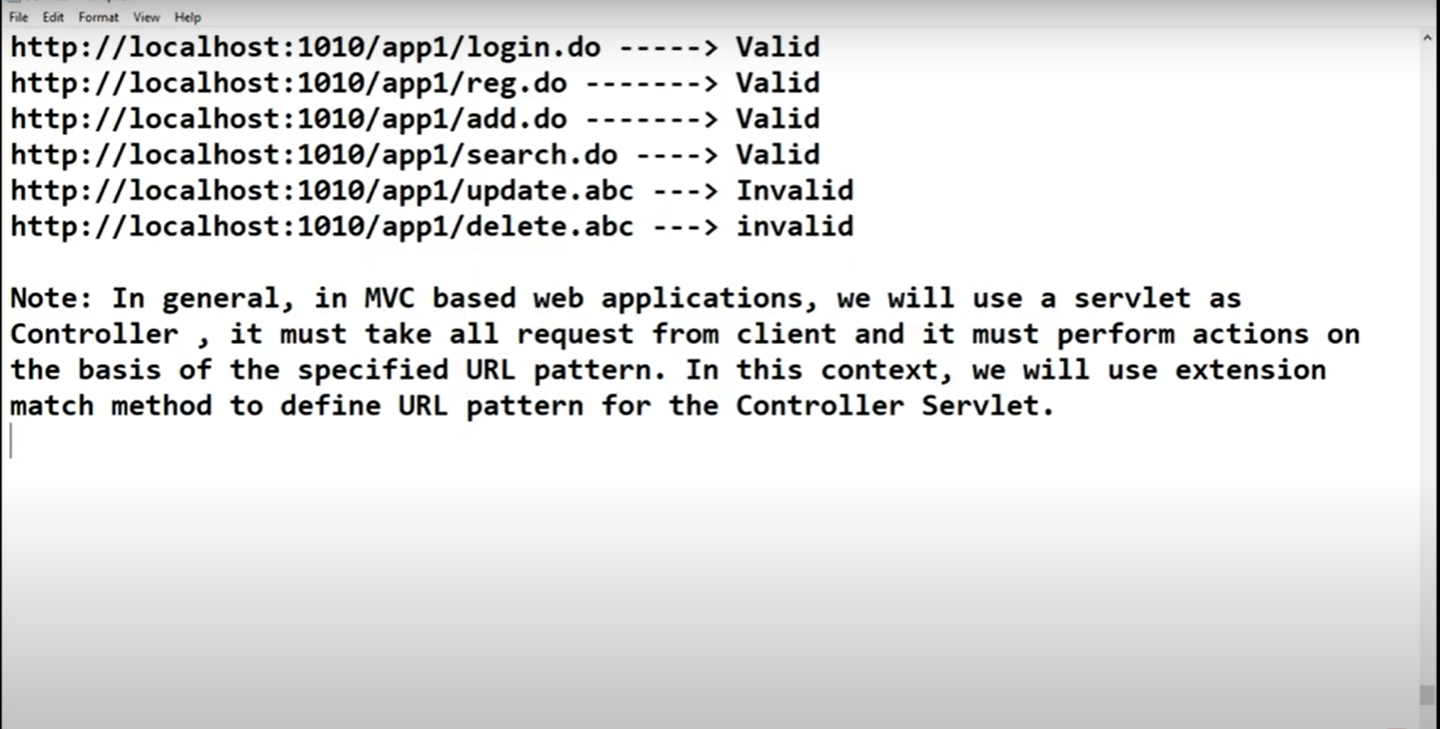 File Edit Format View Help
http://localhost:1010/app1/login.do -----> Valid
http://localhost:1010/app1/reg.do -------> Valid
http://localhost:1010/app1/add.do -------> Valid
http://localhost:1010/app1/search.do ----> Valid
http://localhost:1010/app1/update.abc ---> Invalid
http://localhost:1010/app1/delete.abc ---> invalid
Note: In general, in MVC based web applications, we will use a servlet as
Controller , it must take all request from client and it must perform actions on
the basis of the specified URL pattern. In this context, we will use extension
match method to define URL pattern for the Controller Servlet.